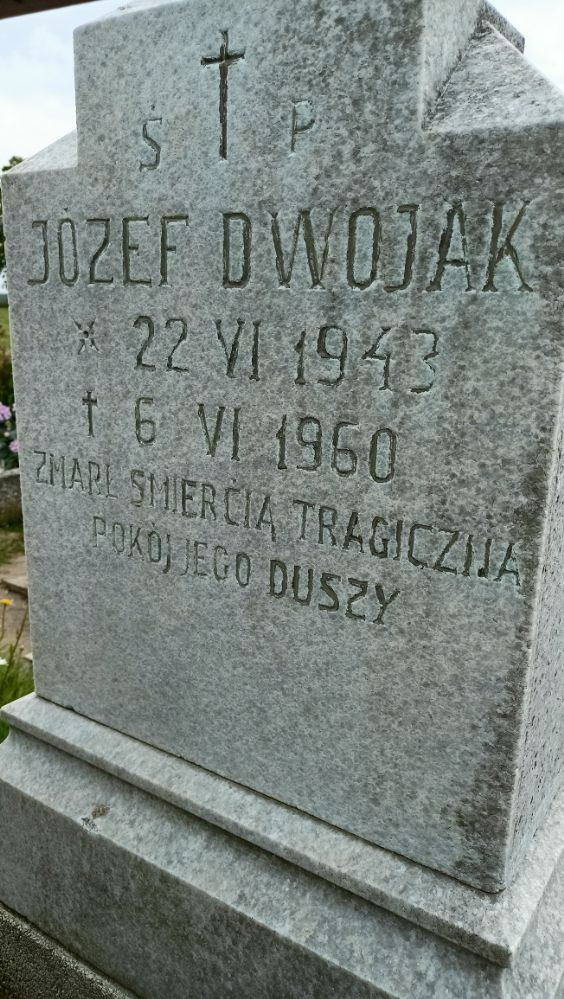 Ś P
JÓZEF DWOJAK
* 22 VI 1943
† 6 VI 1960
ZMARŁ ŚMIERCIĄ TRAGICZNĄ
POKÓJ JEGO DUSZY